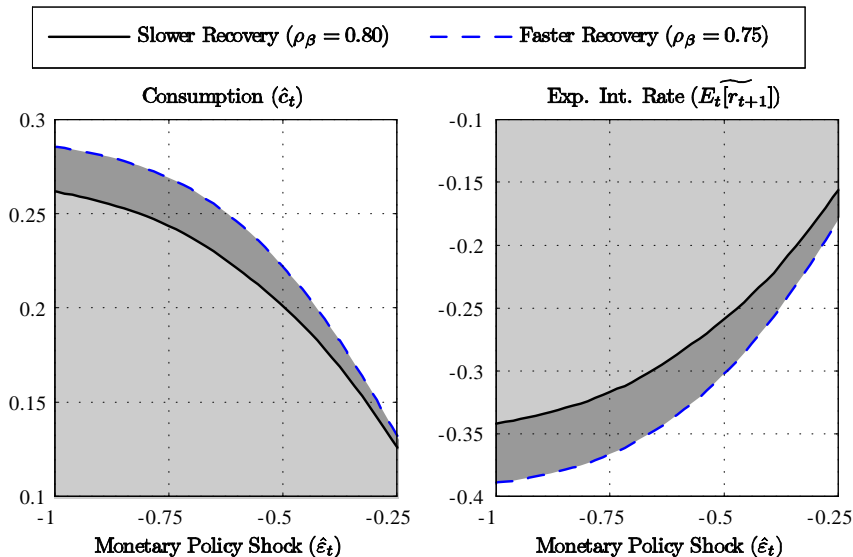 Slower Recovery (ρβ = 0.80) Faster Recovery (ρβ = 0.75)
Consumption (ĉt) Exp. Int. Rate (Et[r̃t+1])
0.3
0.25
0.2
0.15
0.1
-1 -0.75 -0.5 -0.25
Monetary Policy Shock (ε̂t)
-0.1
-0.15
-0.2
-0.25
-0.3
-0.35
-0.4
-1 -0.75 -0.5 -0.25
Monetary Policy Shock (ε̂t)